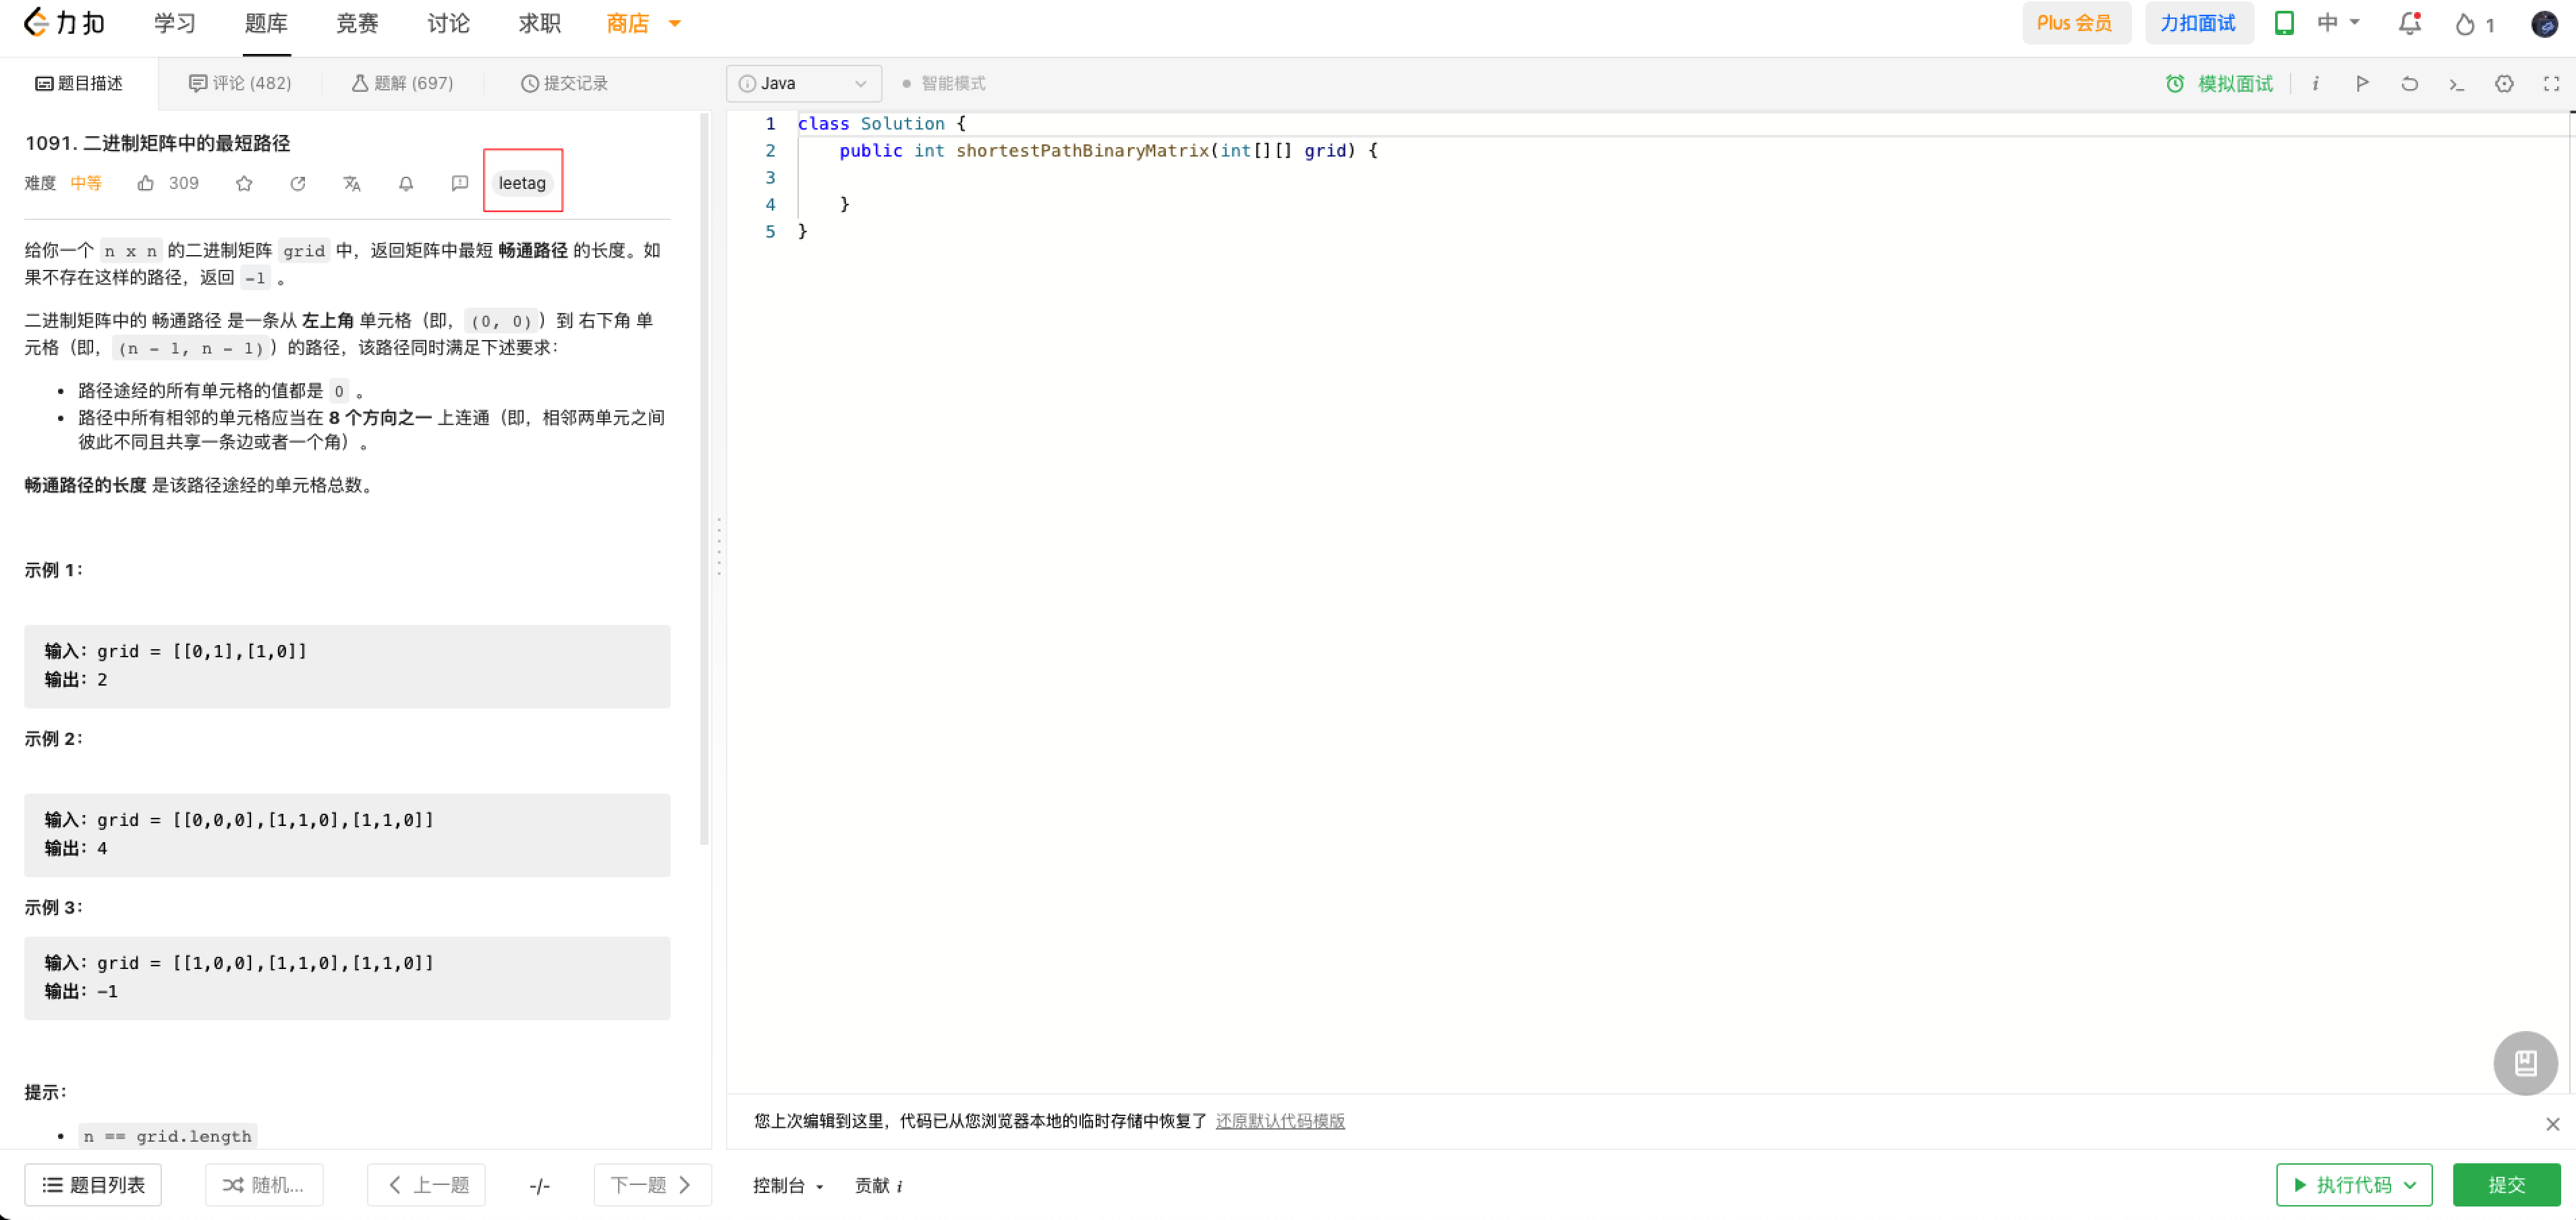 力扣 学习 题库 竞赛 讨论 求职 商店 Plus 会员 力扣面试 中 1
题目描述 评论 (482) 题解 (697) 提交记录
Java 智能模式 模拟面试 i
1091. 二进制矩阵中的最短路径
难度 中等 309 leetag
给你一个 n x n 的二进制矩阵 grid 中，返回矩阵中最短 畅通路径 的长度。如
果不存在这样的路径，返回 -1 。
二进制矩阵中的 畅通路径 是一条从 左上角 单元格（即，(0, 0)）到 右下角 单
元格（即，(n - 1, n - 1)）的路径，该路径同时满足下述要求：
• 路径途经的所有单元格的值都是 0 。
• 路径中所有相邻的单元格应当在 8 个方向之一 上连通（即，相邻两单元之间
彼此不同且共享一条边或者一个角）。
畅通路径的长度 是该路径途经的单元格总数。
示例 1：
输入：grid = [[0,1],[1,0]]
输出：2
示例 2：
输入：grid = [[0,0,0],[1,1,0],[1,1,0]]
输出：4
示例 3：
输入：grid = [[1,0,0],[1,1,0],[1,1,0]]
输出：-1
提示：
• n == grid.length
题目列表 随机... 上一题 -/- 下一题
1 class Solution {
2 public int shortestPathBinaryMatrix(int[][] grid) {
3
4 }
5 }
您上次编辑到这里，代码已从您浏览器本地的临时存储中恢复了 还原默认代码模版
控制台 贡献 i 执行代码 提交